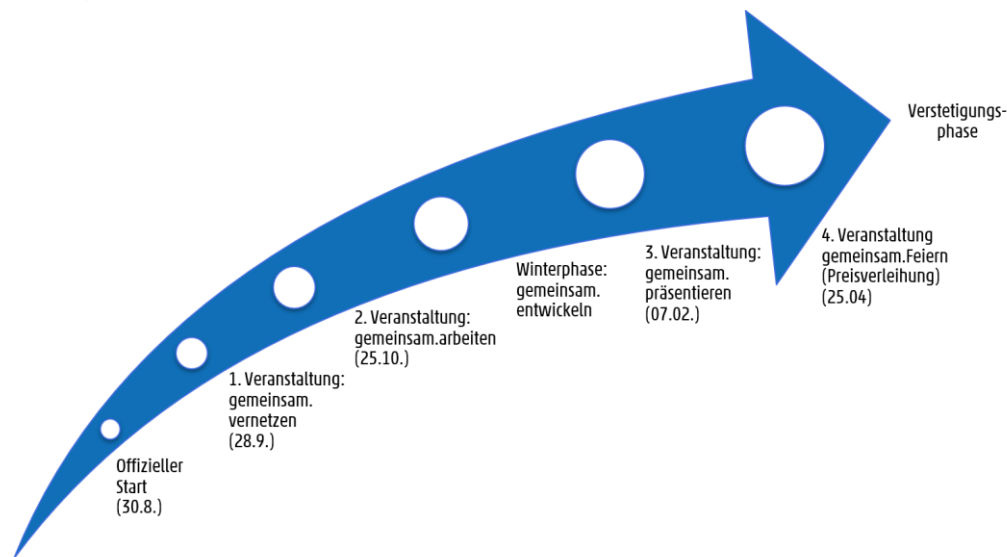 Offizieller
Start
(30.8.)
1. Veranstaltung:
gemeinsam.
vernetzen
(28.9.)
2. Veranstaltung:
gemeinsam.arbeiten
(25.10.)
Winterphase:
gemeinsam.
entwickeln
3. Veranstaltung:
gemeinsam.
präsentieren
(07.02.)
4. Veranstaltung
gemeinsam.Feiern
(Preisverleihung)
(25.04)
Verstetigungs-
phase